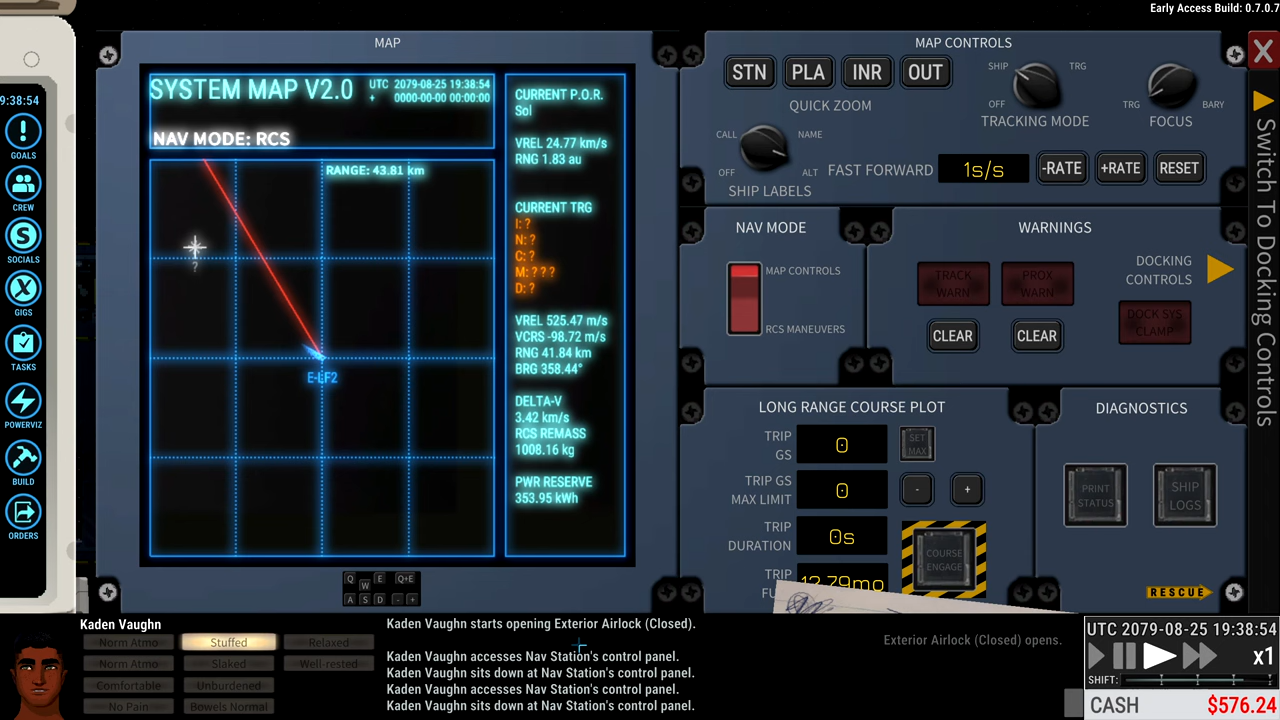 Early Access Build: 0.7.0.7
MAP
SYSTEM MAP V2.0
UTC 2079-08-25 19:38:54
+ 0000-00-00 00:00:00
NAV MODE: RCS
RANGE: 43.81 km
?
E-LF2
CURRENT P.O.R.
Sol
VREL 24.77 km/s
RNG 1.83 au
CURRENT TRG
I: ?
N: ?
C: ?
M: ? ? ?
D: ?
VREL 525.47 m/s
VCRS -98.72 m/s
RNG 41.84 km
BRG 358.44°
DELTA-V
3.42 km/s
RCS REMASS
1008.16 kg
PWR RESERVE
353.95 kWh
Q W E Q+E
A S D - +
MAP CONTROLS
STN PLA INR OUT
QUICK ZOOM
SHIP TRG
OFF
TRACKING MODE
TRG BARY
FOCUS
CALL NAME
OFF ALT
SHIP LABELS
FAST FORWARD 1s/s -RATE +RATE RESET
NAV MODE
MAP CONTROLS
RCS MANEUVERS
WARNINGS
TRACK WARN
PROX WARN
CLEAR CLEAR
DOCKING CONTROLS
DOCK SYS CLAMP
LONG RANGE COURSE PLOT
TRIP GS 0 SET MAX
TRIP GS MAX LIMIT 0 - +
TRIP DURATION 0s
TRIP 12.79mo
COURSE ENGAGE
DIAGNOSTICS
PRINT STATUS
SHIP LOGS
RESCUE
X
Switch To Docking Controls
9:38:54
GOALS
CREW
SOCIALS
GIGS
TASKS
POWERVIZ
BUILD
ORDERS
Kaden Vaughn
Norm Atmo Stuffed Relaxed
Norm Atmo Slaked Well-rested
Comfortable Unburdened
No Pain Bowels Normal
Kaden Vaughn starts opening Exterior Airlock (Closed).
Kaden Vaughn accesses Nav Station's control panel.
Kaden Vaughn sits down at Nav Station's control panel.
Kaden Vaughn accesses Nav Station's control panel.
Kaden Vaughn sits down at Nav Station's control panel.
Exterior Airlock (Closed) opens.
UTC 2079-08-25 19:38:54
x1
SHIFT:
CASH $576.24